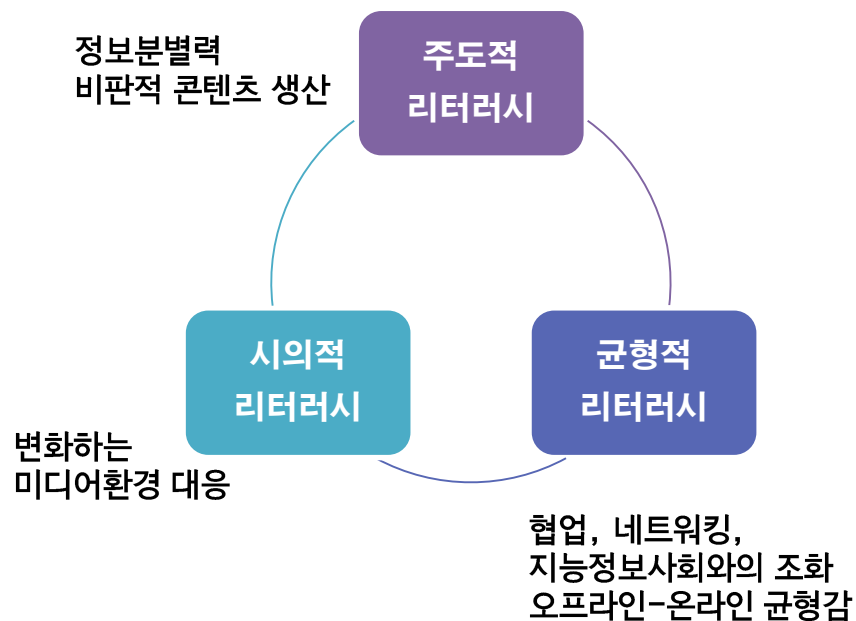 정보분별력
비판적 콘텐츠 생산
주도적
리터러시
시의적
리터러시
균형적
리터러시
변화하는
미디어환경 대응
협업, 네트워킹,
지능정보사회와의 조화
오프라인-온라인 균형감